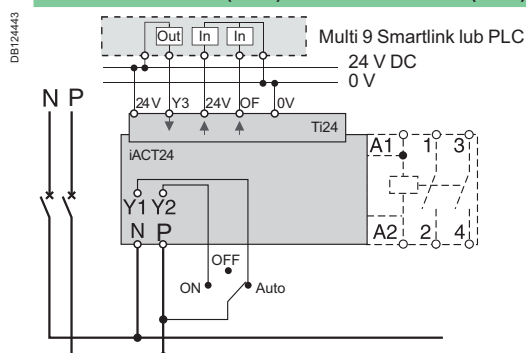 DB124443
Out In In
Multi 9 Smartlink lub PLC
24 V DC
0 V
N P
24V Y3 24V OF 0V
Ti24
iACT24
A1 1 3
Y1 Y2
N P
A2 2 4
OFF
ON Auto